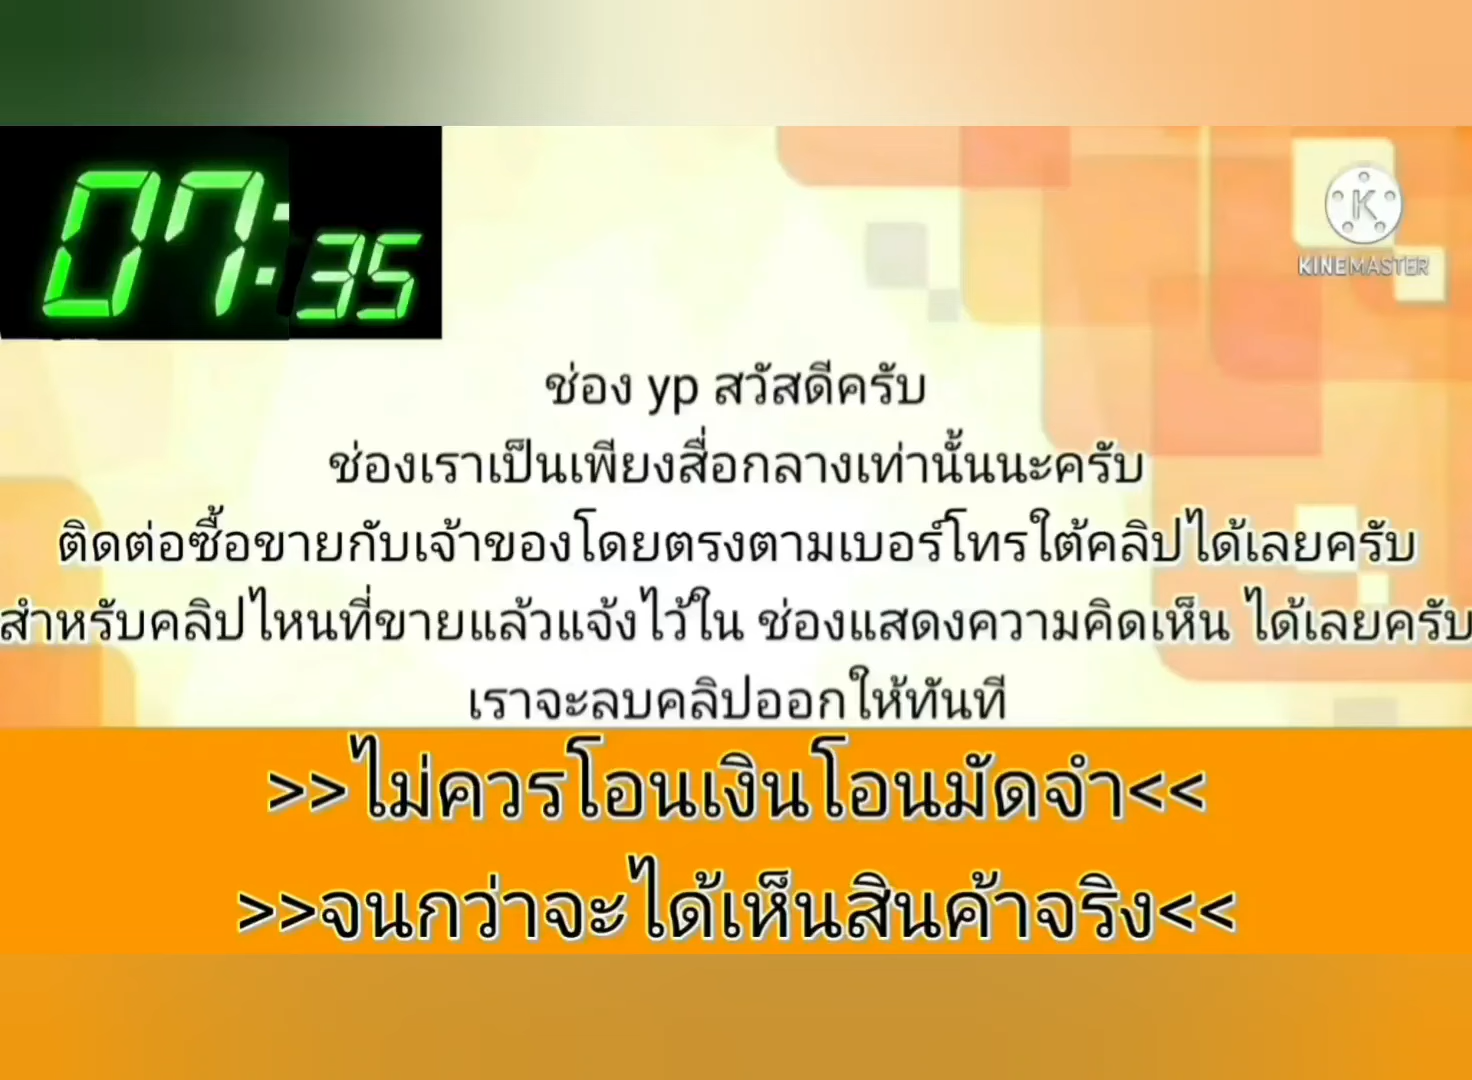 07:35
KINEMASTER
ช่อง yp สวัสดีครับ
ช่องเราเป็นเพียงสื่อกลางเท่านั้นนะครับ
ติดต่อซื้อขายกับเจ้าของโดยตรงตามเบอร์โทรใต้คลิปได้เลยครับ
สำหรับคลิปไหนที่ขายแล้วแจ้งไว้ใน ช่องแสดงความคิดเห็น ได้เลยครับ
เราจะลบคลิปออกให้ทันที
>>ไม่ควรโอนเงินโอนมัดจำ<<
>>จนกว่าจะได้เห็นสินค้าจริง<<